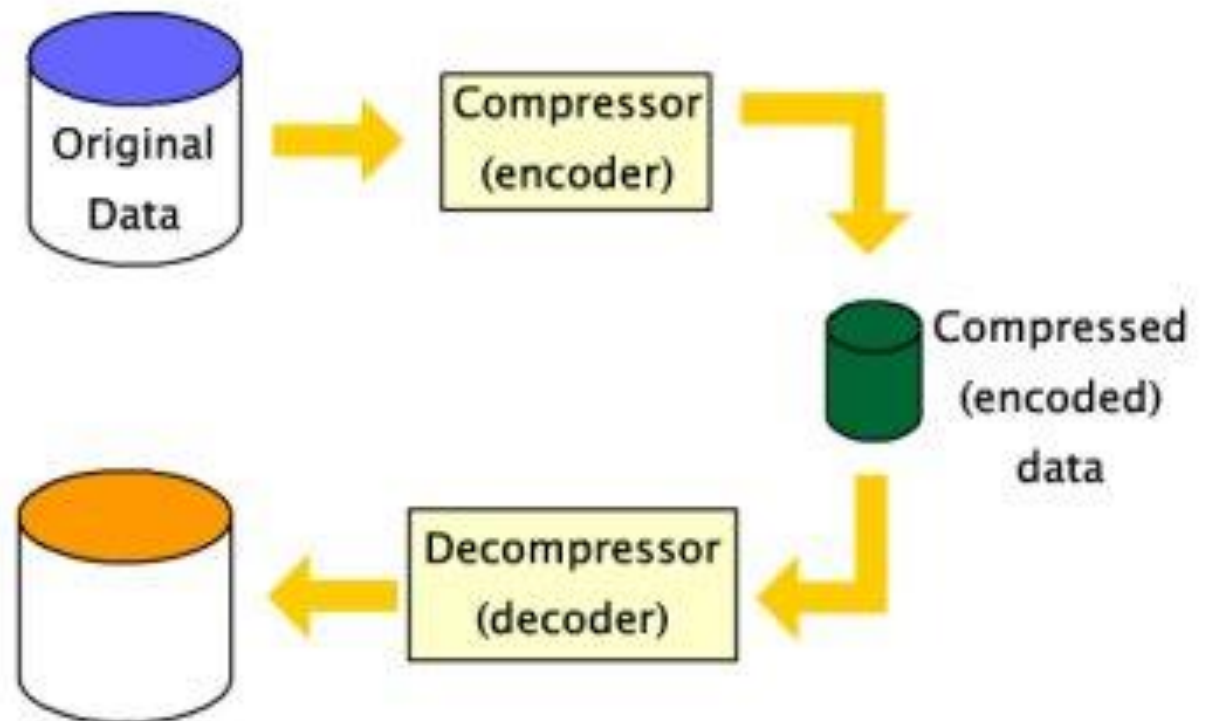 Original
Data
Compressor
(encoder)
Compressed
(encoded)
data
Decompressor
(decoder)